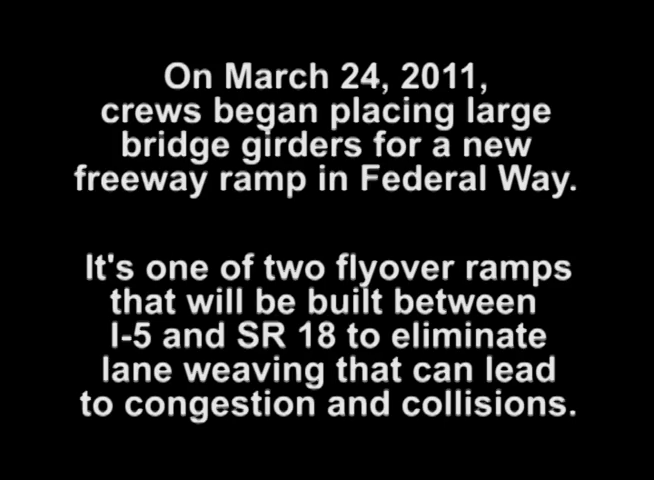 On March 24, 2011,
crews began placing large
bridge girders for a new
freeway ramp in Federal Way.
It's one of two flyover ramps
that will be built between
I-5 and SR 18 to eliminate
lane weaving that can lead
to congestion and collisions.